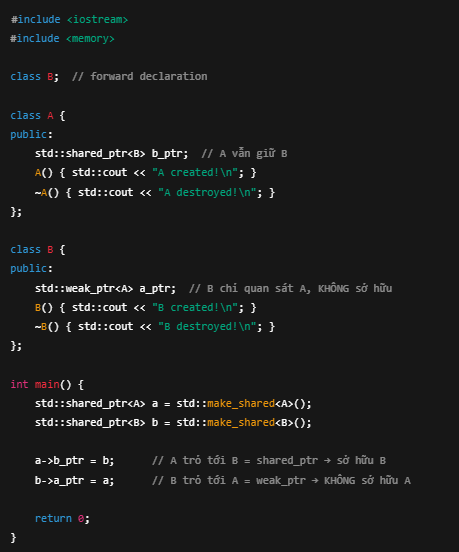 #include <iostream>
#include <memory>
class B;  // forward declaration
class A {
public:
    std::shared_ptr<B> b_ptr;  // A vẫn giữ B
    A() { std::cout << "A created!\n"; }
    ~A() { std::cout << "A destroyed!\n"; }
};
class B {
public:
    std::weak_ptr<A> a_ptr;  // B chỉ quan sát A, KHÔNG sở hữu
    B() { std::cout << "B created!\n"; }
    ~B() { std::cout << "B destroyed!\n"; }
};
int main() {
    std::shared_ptr<A> a = std::make_shared<A>();
    std::shared_ptr<B> b = std::make_shared<B>();
    a->b_ptr = b;      // A trỏ tới B = shared_ptr → sở hữu B
    b->a_ptr = a;      // B trỏ tới A = weak_ptr → KHÔNG sở hữu A
    return 0;
}